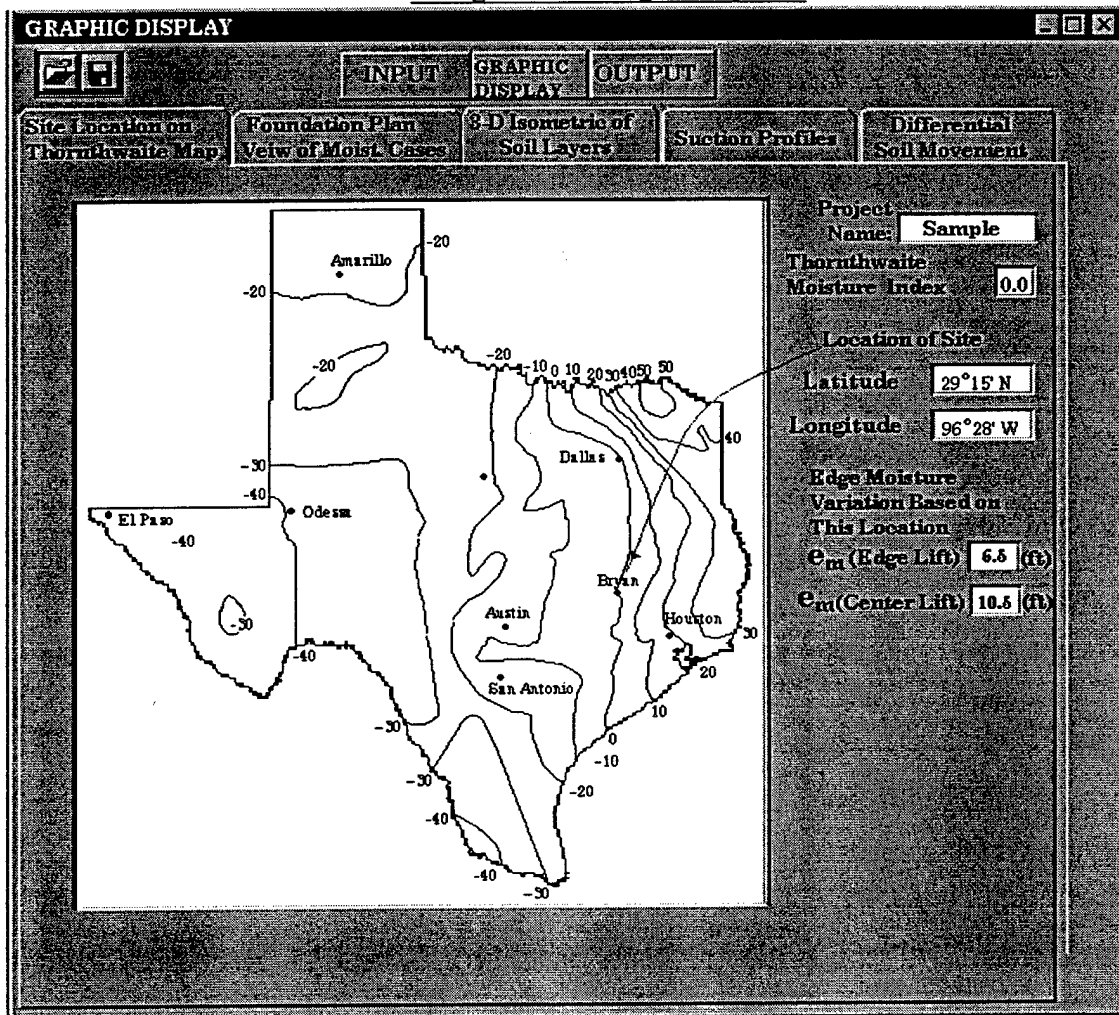 GRAPHIC DISPLAY
INPUT
GRAPHIC
DISPLAY
OUTPUT
Site Location on
Thornthwaite Map
Foundation Plan
Veiw of Moist. Cases
3-D Isometric of
Soil Layers
Suction Profiles
Differential
Soil Movement
Project
Name: Sample
Thornthwaite
Moisture Index 0.0
Location of Site
Latitude 29°15' N
Longitude 96°28' W
Edge Moisture
Variation Based on
This Location
em (Edge Lift) 6.5 (ft)
em (Center Lift) 10.5 (ft)
-20
Amarillo
-20
-20
-20 -10 0 10 20 30 40 50 50
40
Dallas
-30
-40
El Paso
Odessa
-40
Bryan
Austin
Houston
-30
30
-40
20
San Antonio
10
-30
0
-10
-30
-20
-40
-40
-30